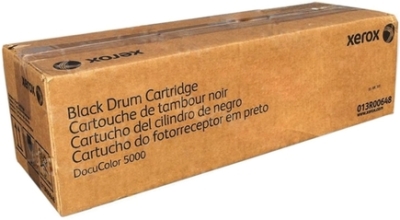 xerox
Black Drum Cartridge
Cartouche de tambour noir
Cartucho del cilindro de negro
Cartucho do fotorreceptor em preto
DocuColor 5000
013R00648